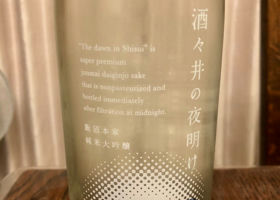 酒々井の夜明け
"The dawn in Shisui" is
super premium
junmai daiginjo sake
that is nonpasteurized and
bottled immediately
after filtration at midnight.
飯沼本家
純米大吟醸